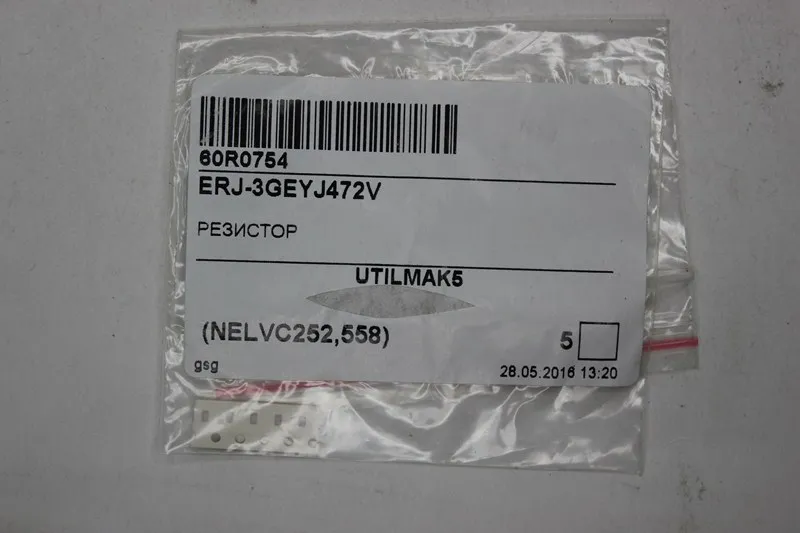 60R0754
ERJ-3GEYJ472V
РЕЗИСТОР
UTILMAK5
(NELVC252,558)
5
gsg
28.05.2016 13:20